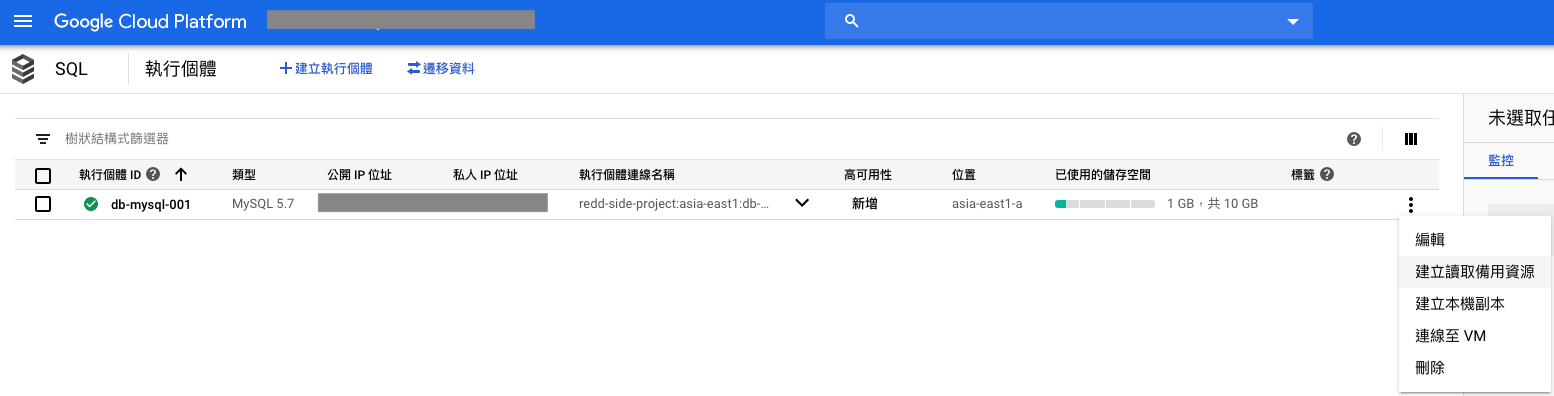 Google Cloud Platform
SQL 執行個體 建立執行個體 遷移資料
樹狀結構式篩選器
未選取任
監控
執行個體 ID 類型 公開 IP 位址 私人 IP 位址 執行個體連線名稱 高可用性 位置 已使用的儲存空間 標籤
db-mysql-001 MySQL 5.7 redd-side-project:asia-east1:db-... 新增 asia-east1-a 1 GB，共 10 GB
編輯
建立讀取備用資源
建立本機副本
連線至 VM
刪除